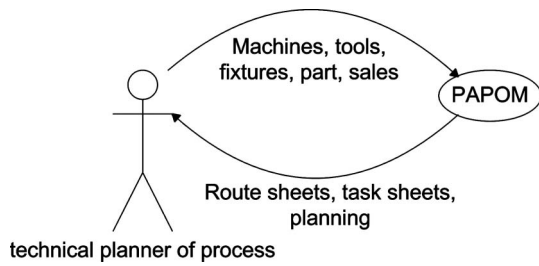 Machines, tools,
fixtures, part, sales
PAPOM
Route sheets, task sheets,
planning
technical planner of process